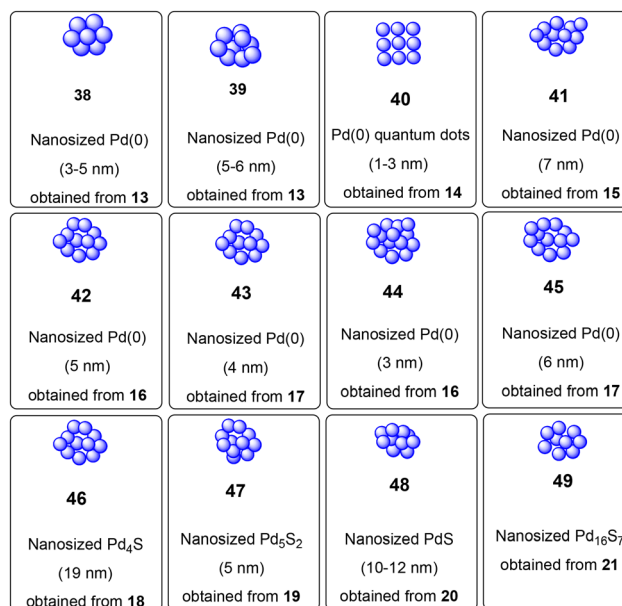 38
Nanosized Pd(0)
(3-5 nm)
obtained from 13
39
Nanosized Pd(0)
(5-6 nm)
obtained from 13
40
Pd(0) quantum dots
(1-3 nm)
obtained from 14
41
Nanosized Pd(0)
(7 nm)
obtained from 15
42
Nanosized Pd(0)
(5 nm)
obtained from 16
43
Nanosized Pd(0)
(4 nm)
obtained from 17
44
Nanosized Pd(0)
(3 nm)
obtained from 16
45
Nanosized Pd(0)
(6 nm)
obtained from 17
46
Nanosized Pd4S
(19 nm)
obtained from 18
47
Nanosized Pd5S2
(5 nm)
obtained from 19
48
Nanosized PdS
(10-12 nm)
obtained from 20
49
Nanosized Pd16S7
obtained from 21